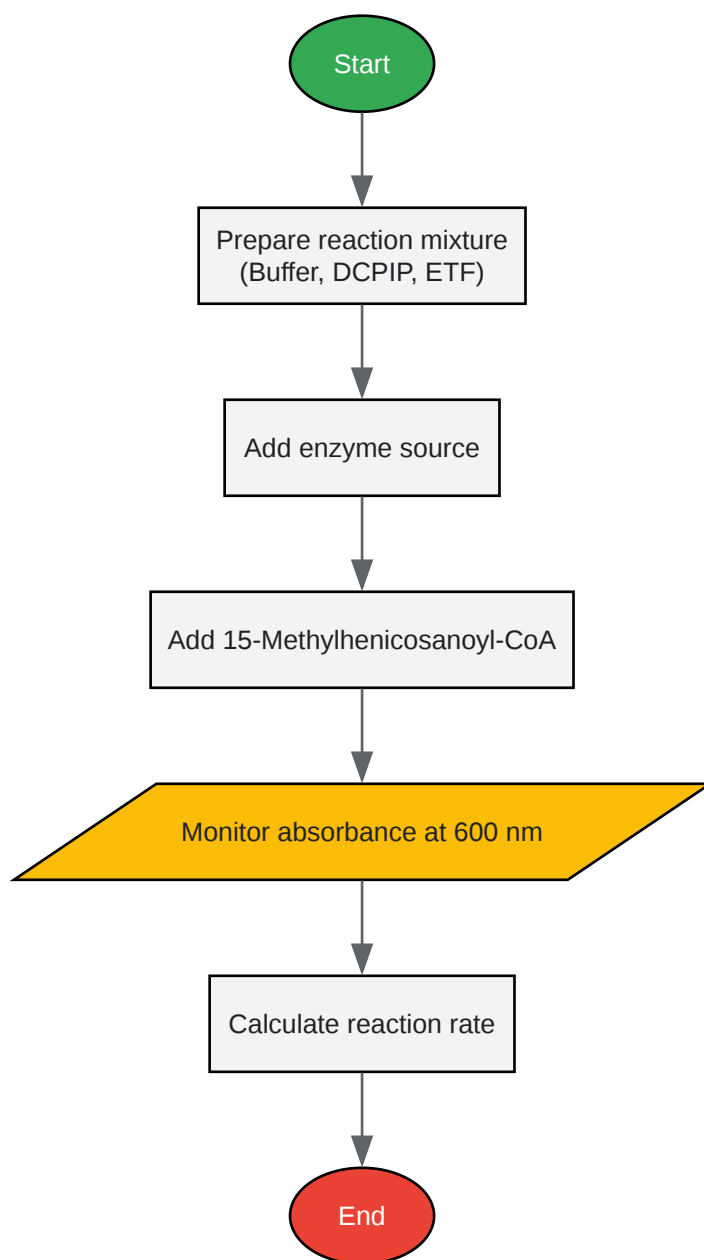 Start
Prepare reaction mixture
(Buffer, DCPIP, ETF)
Add enzyme source
Add 15-Methylhenicosanoyl-CoA
Monitor absorbance at 600 nm
Calculate reaction rate
End